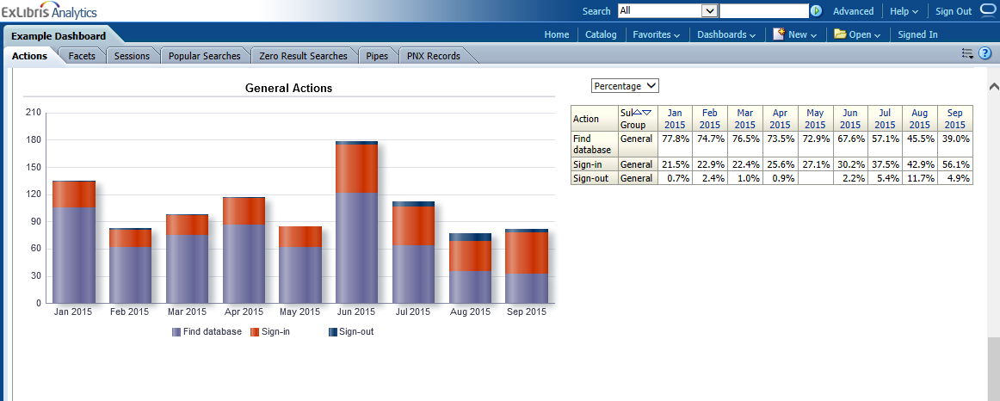 ExLibris Analytics
Search All Advanced Help Sign Out
Example Dashboard
Home Catalog Favorites Dashboards New Open Signed In
Actions Facets Sessions Popular Searches Zero Result Searches Pipes PNX Records
General Actions
210
180
150
120
90
60
30
0
Jan 2015 Feb 2015 Mar 2015 Apr 2015 May 2015 Jun 2015 Jul 2015 Aug 2015 Sep 2015
Find database Sign-in Sign-out
Percentage
Action Sul Group Jan 2015 Feb 2015 Mar 2015 Apr 2015 May 2015 Jun 2015 Jul 2015 Aug 2015 Sep 2015
Find database General 77.8% 74.7% 76.5% 73.5% 72.9% 67.6% 57.1% 45.5% 39.0%
Sign-in General 21.5% 22.9% 22.4% 25.6% 27.1% 30.2% 37.5% 42.9% 56.1%
Sign-out General 0.7% 2.4% 1.0% 0.9% 2.2% 5.4% 11.7% 4.9%